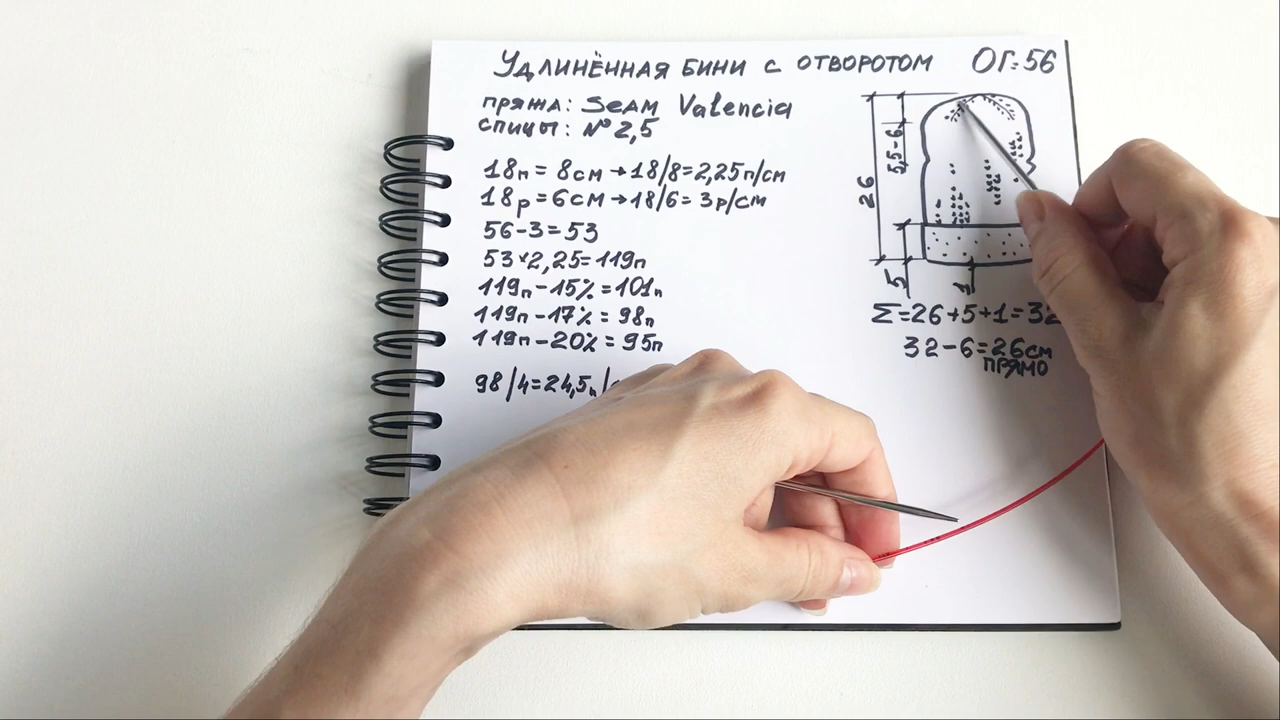 УДЛИНЁННАЯ БИНИ С ОТВОРОТОМ ОГ=56
ПРЯЖА: SEAM Valencia
СПИЦЫ: №2,5
18п = 8см → 18/8=2,25п/см
18р = 6см → 18/6= 3р/см
56-3=53
53×2,25=119п
119п-15%=101п
119п-17%=98п
119п-20%=95п
98/4=24,5п/
5,5-6
26
5
1
Σ=26+5+1=32
32-6=26см
ПРЯМО